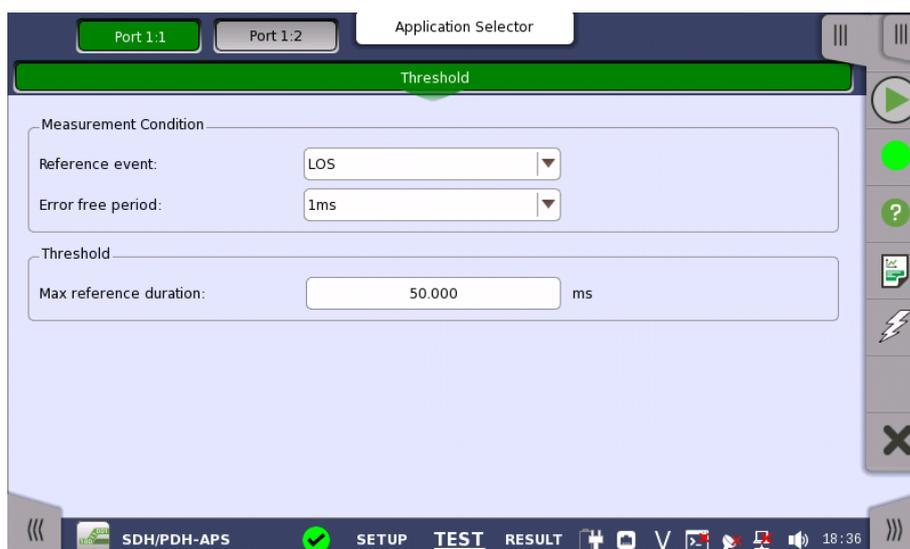 Port 1:1
Port 1:2
Application Selector
Threshold
Measurement Condition
Reference event:
LOS
Error free period:
1ms
Threshold
Max reference duration:
50.000
ms
SDH/PDH-APS
SETUP
TEST
RESULT
18:36